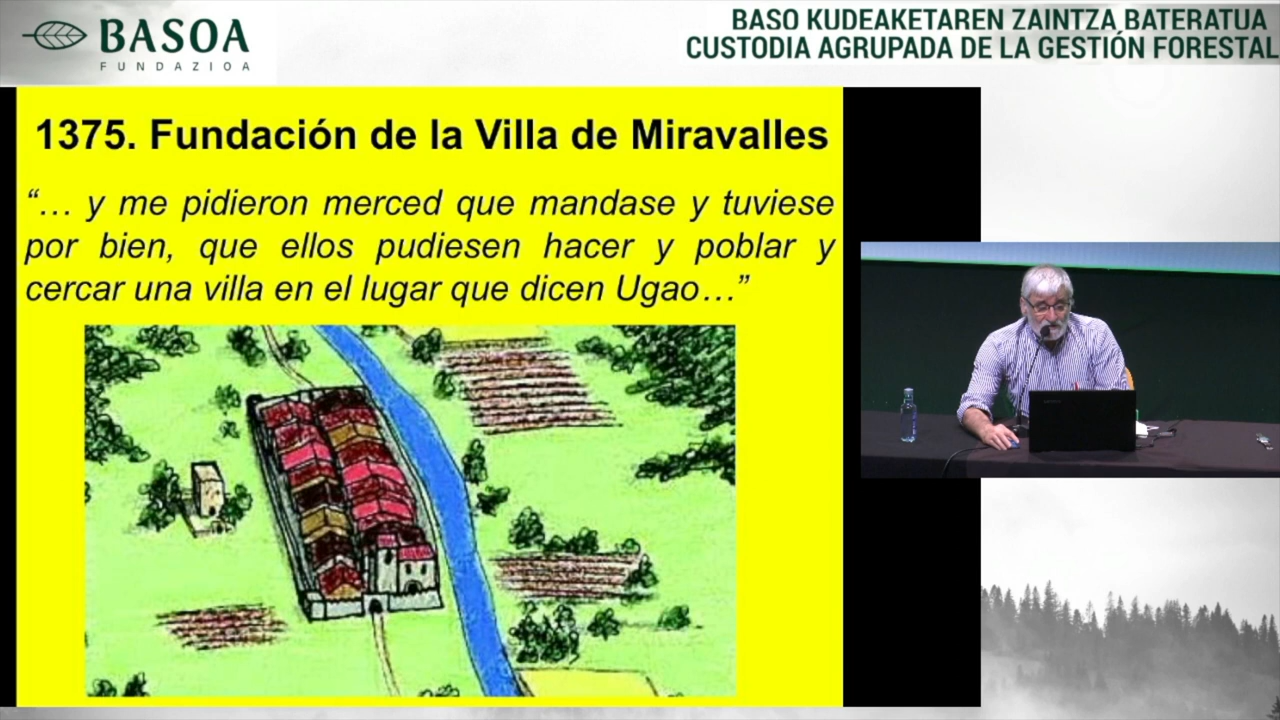 BASOA
FUNDAZIOA
BASO KUDEAKETAREN ZAINTZA BATERATUA
CUSTODIA AGRUPADA DE LA GESTIÓN FORESTAL
1375. Fundación de la Villa de Miravalles
“… y me pidieron merced que mandase y tuviese
por bien, que ellos pudiesen hacer y poblar y
cercar una villa en el lugar que dicen Ugao…”